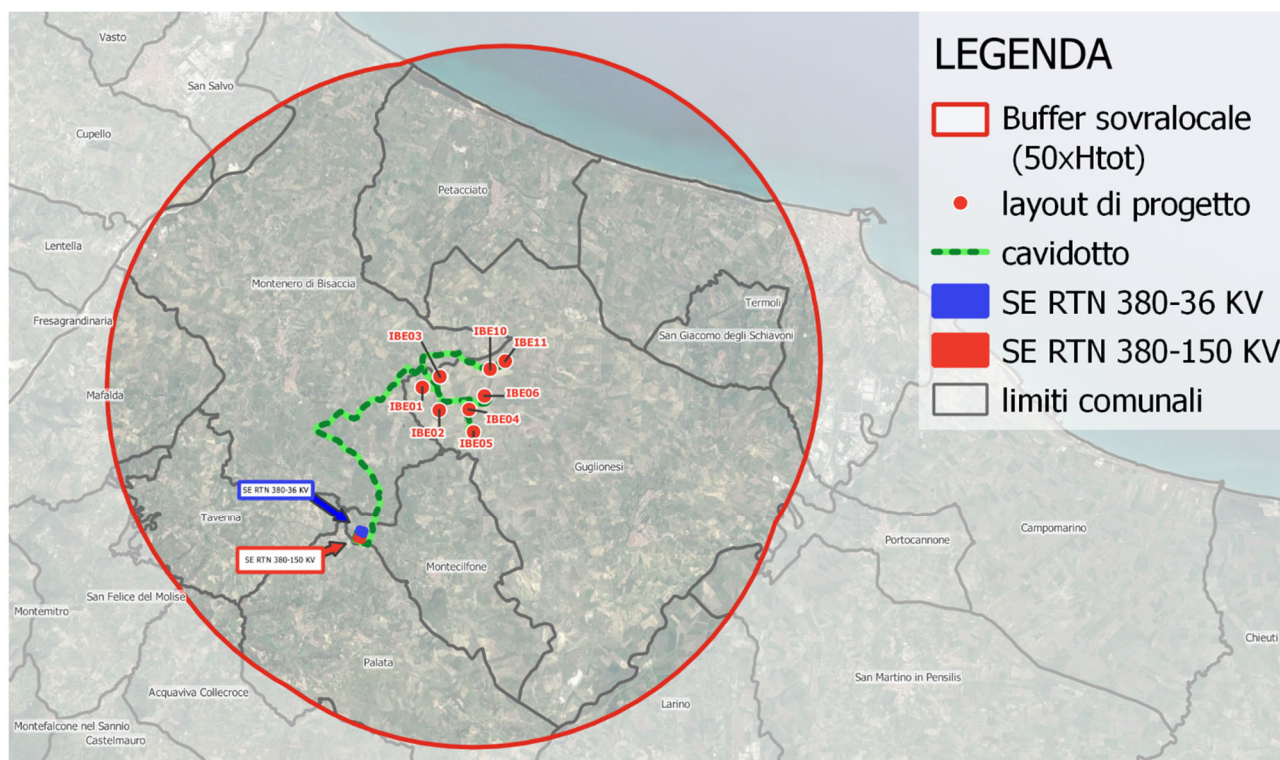 LEGENDA
Buffer sovralocale
(50xHtot)
layout di progetto
cavidotto
SE RTN 380-36 KV
SE RTN 380-150 KV
limiti comunali
Vasto
San Salvo
Cupello
Petacciato
Lentella
Montenero di Bisaccia
Fresagrandinaria
Termoli
San Giacomo degli Schiavoni
IBE03
IBE10
IBE11
Mafalda
IBE01
IBE06
IBE04
IBE02
IBE05
Guglionesi
SE RTN 380-36 KV
Tavenna
SE RTN 380-150 KV
Montecilfone
Campomarino
Portocannone
San Felice del Molise
Montemitro
Chieuti
Palata
San Martino in Pensilis
Acquaviva Collecroce
Larino
Montefalcone nel Sannio
Castelmauro